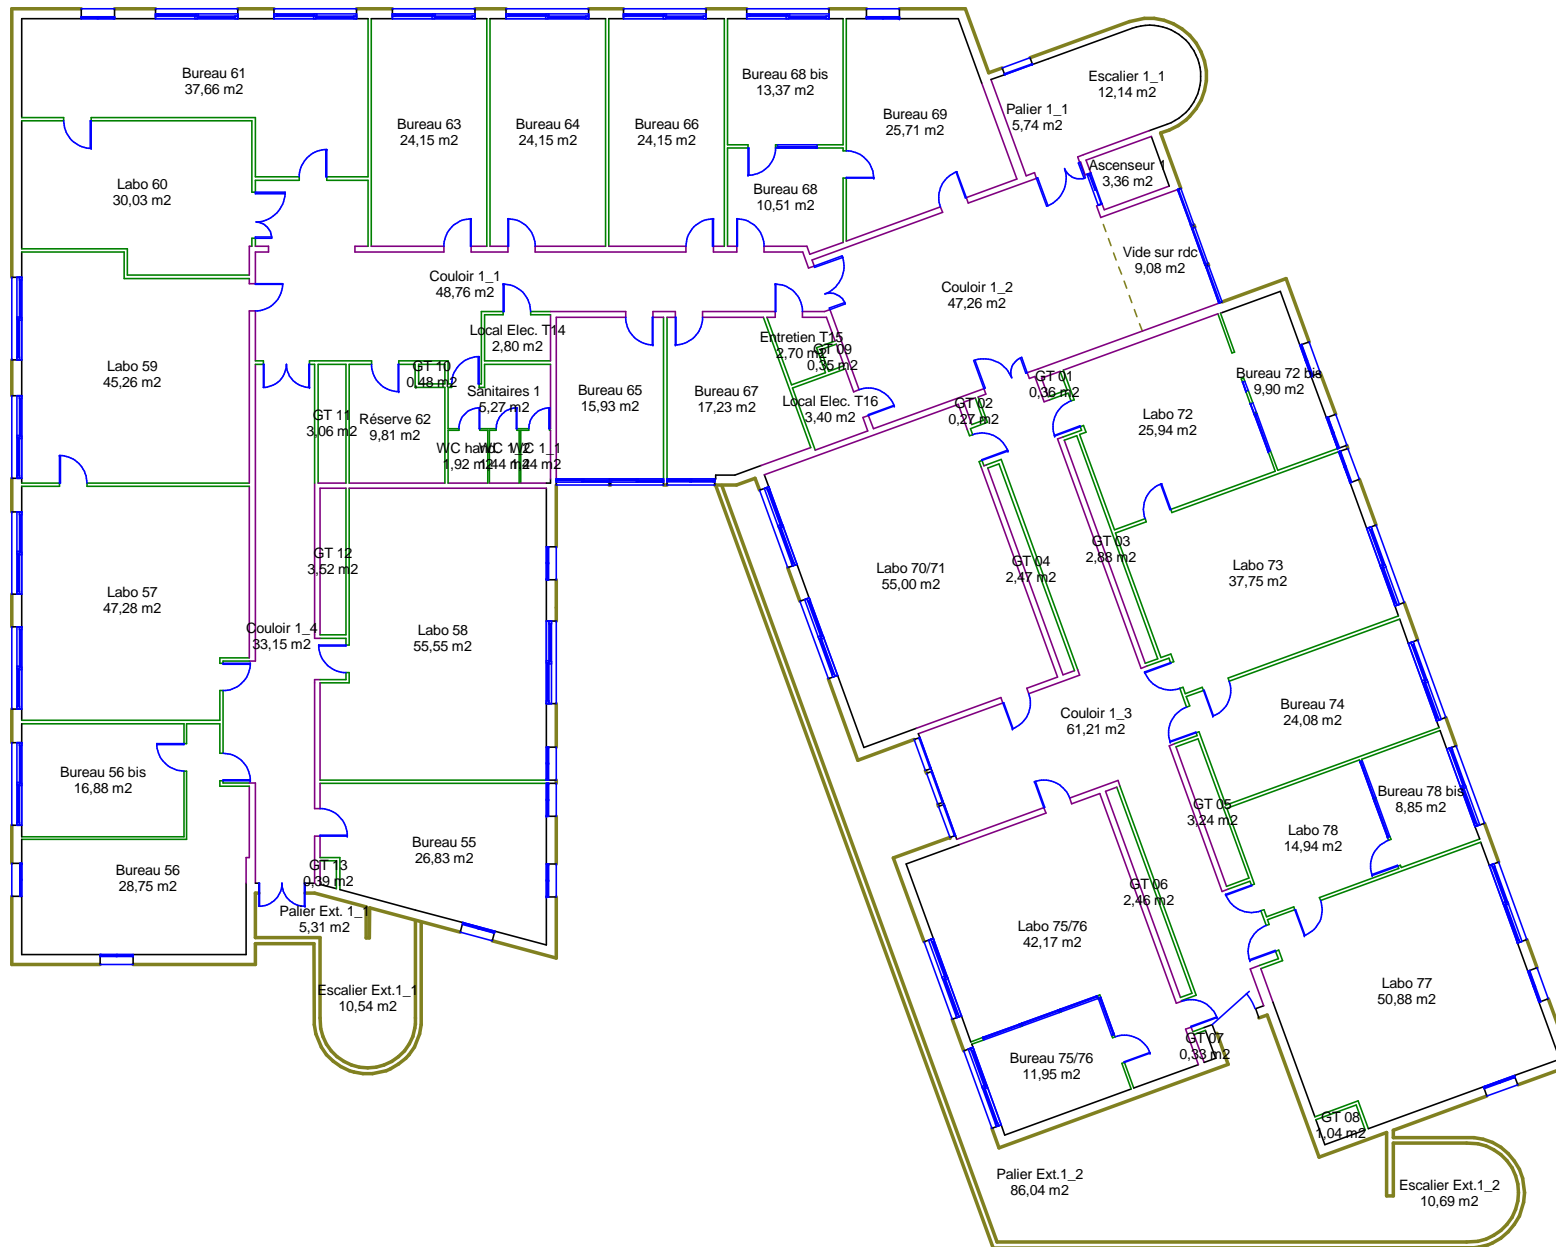 Bureau 61
37,66 m2
Bureau 63
24,15 m2
Bureau 64
24,15 m2
Bureau 66
24,15 m2
Bureau 68 bis
13,37 m2
Bureau 69
25,71 m2
Escalier 1_1
12,14 m2
Palier 1_1
5,74 m2
Ascenseur 1
3,36 m2
Labo 60
30,03 m2
Bureau 68
10,51 m2
Vide sur rdc
9,08 m2
Couloir 1_1
48,76 m2
Couloir 1_2
47,26 m2
Labo 59
45,26 m2
Local Elec. T14
2,80 m2
Entretien T15
2,70 m2
GT 09
0,35 m2
GT 10
0,48 m2
Sanitaires 1
5,27 m2
Bureau 65
15,93 m2
Bureau 67
17,23 m2
Local Elec. T16
3,40 m2
GT 01
0,36 m2
GT 02
0,27 m2
Bureau 72 bis
9,90 m2
Labo 72
25,94 m2
GT 11
3,06 m2
Réserve 62
9,81 m2
WC hand.
1,92 m2
WC 1_2
1,44 m2
WC 1_1
1,44 m2
GT 12
3,52 m2
GT 03
2,88 m2
GT 04
2,47 m2
Labo 70/71
55,00 m2
Labo 73
37,75 m2
Labo 57
47,28 m2
Couloir 1_4
33,15 m2
Labo 58
55,55 m2
Couloir 1_3
61,21 m2
Bureau 74
24,08 m2
Bureau 56 bis
16,88 m2
Bureau 78 bis
8,85 m2
GT 05
3,24 m2
Labo 78
14,94 m2
Bureau 55
26,83 m2
Bureau 56
28,75 m2
GT 13
0,39 m2
GT 06
2,46 m2
Palier Ext. 1_1
5,31 m2
Labo 75/76
42,17 m2
Escalier Ext.1_1
10,54 m2
Labo 77
50,88 m2
Bureau 75/76
11,95 m2
GT 07
0,33 m2
GT 08
1,04 m2
Palier Ext.1_2
86,04 m2
Escalier Ext.1_2
10,69 m2